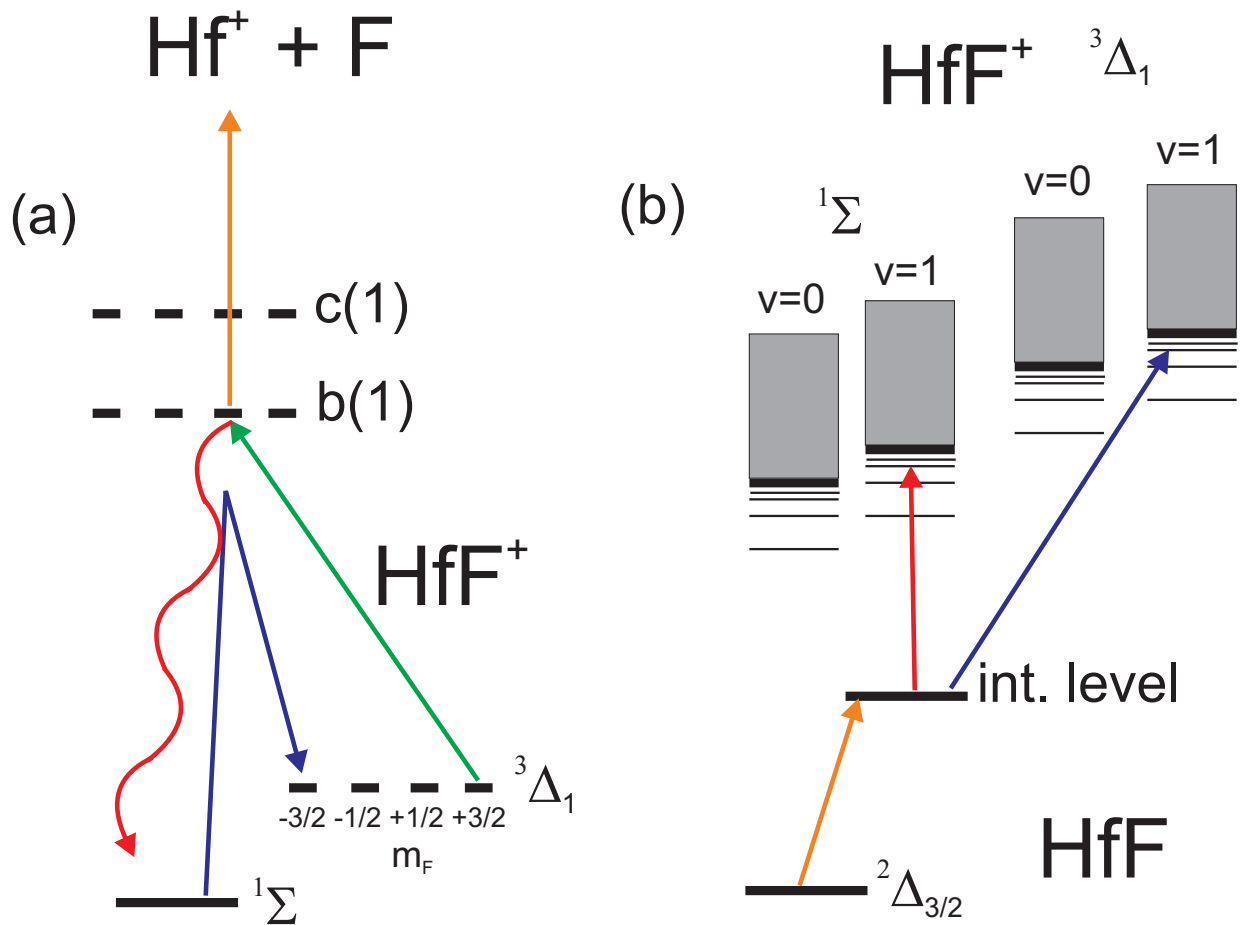 Hf⁺ + F
(a)
c(1)
b(1)
HfF⁺
³Δ₁
-3/2 -1/2 +1/2 +3/2
m_F
¹Σ
HfF⁺ ³Δ₁
(b)
v=1
v=0
¹Σ
v=1
v=0
int. level
HfF
²Δ₃/₂